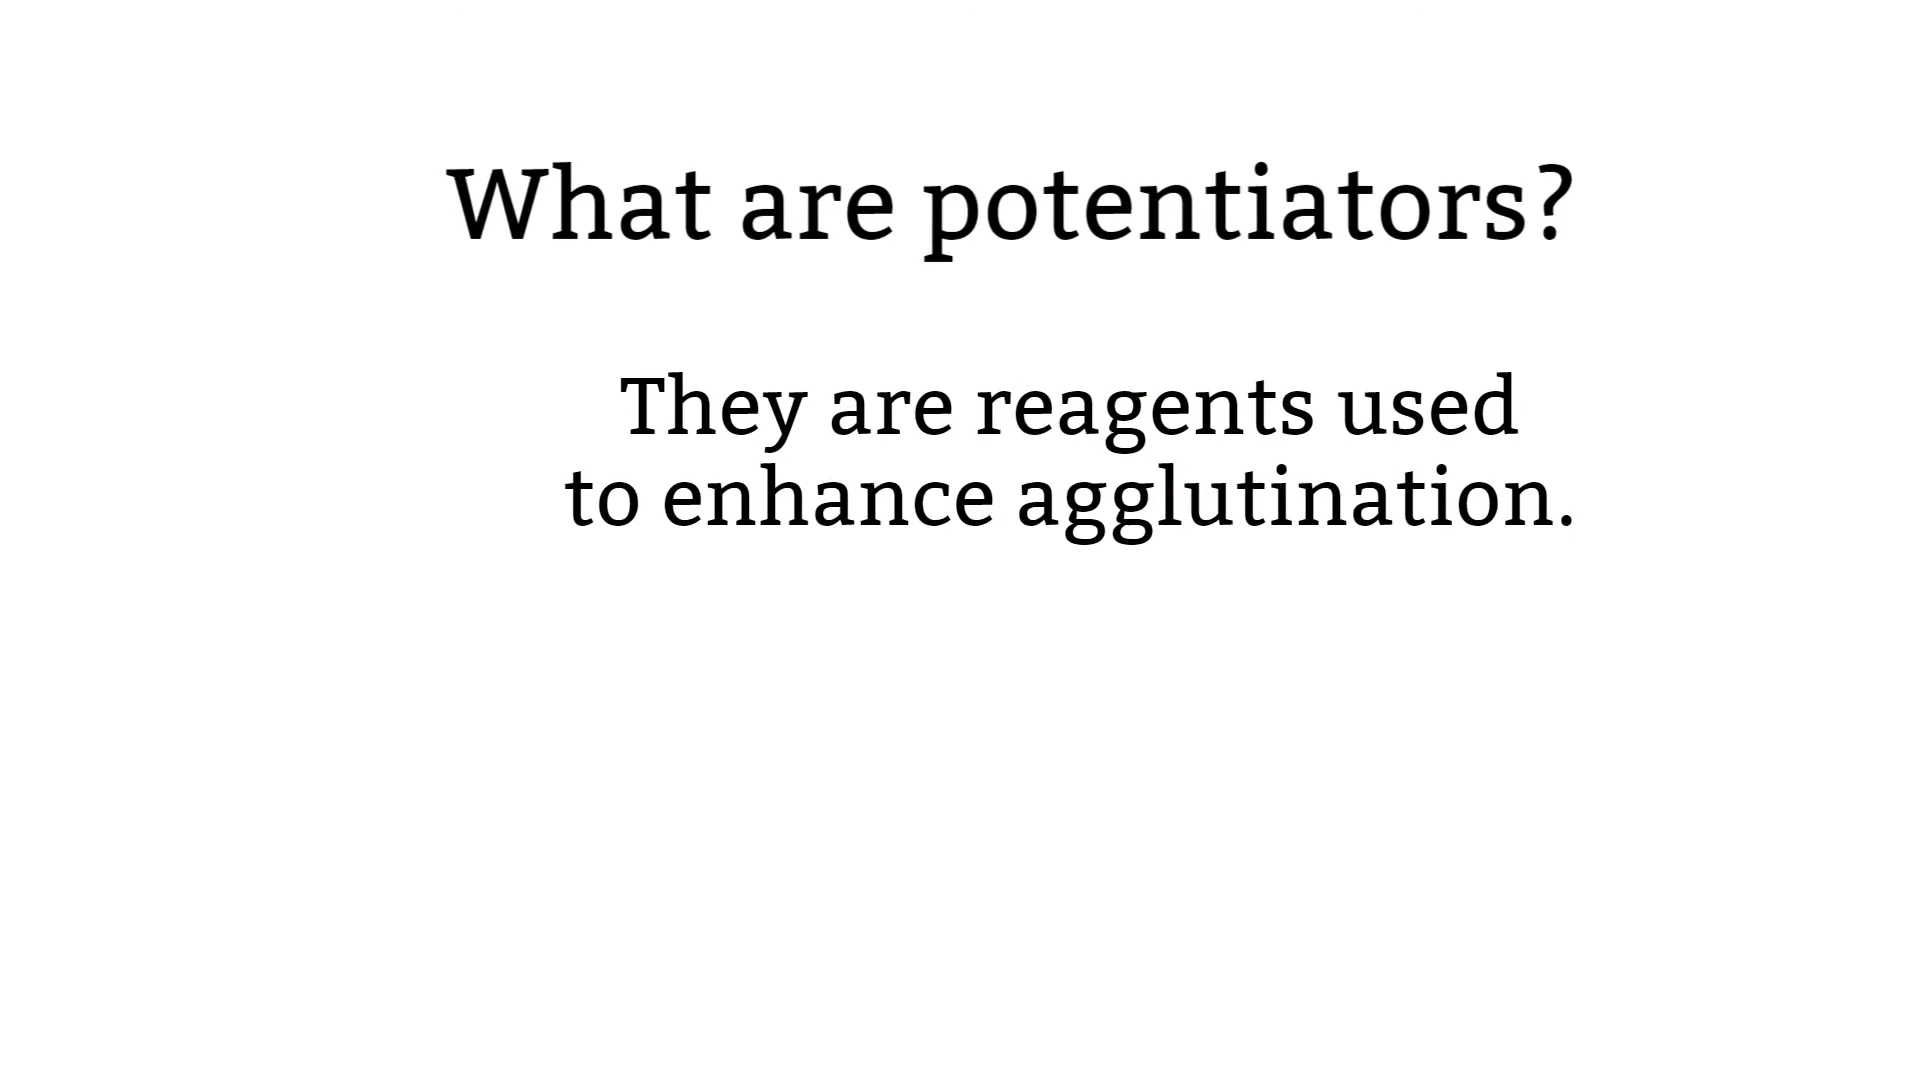 What are potentiators?
They are reagents used
to enhance agglutination.